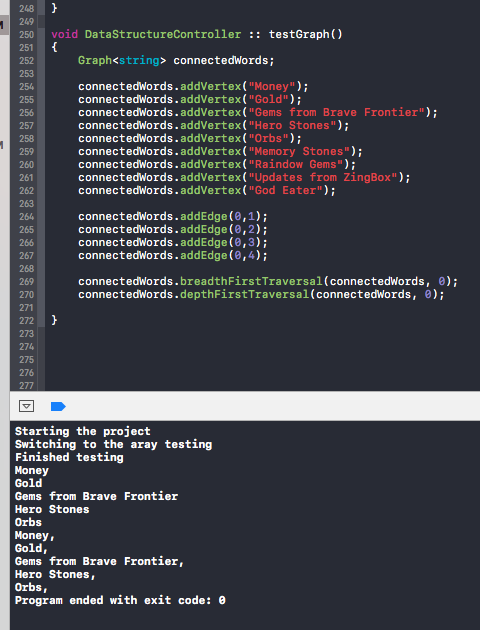 248 }
249
250 void DataStructureController :: testGraph()
251 {
252 Graph<string> connectedWords;
253
254 connectedWords.addVertex("Money");
255 connectedWords.addVertex("Gold");
256 connectedWords.addVertex("Gems from Brave Frontier");
257 connectedWords.addVertex("Hero Stones");
258 connectedWords.addVertex("Orbs");
259 connectedWords.addVertex("Memory Stones");
260 connectedWords.addVertex("Raindow Gems");
261 connectedWords.addVertex("Updates from ZingBox");
262 connectedWords.addVertex("God Eater");
263
264 connectedWords.addEdge(0,1);
265 connectedWords.addEdge(0,2);
266 connectedWords.addEdge(0,3);
267 connectedWords.addEdge(0,4);
268
269 connectedWords.breadthFirstTraversal(connectedWords, 0);
270 connectedWords.depthFirstTraversal(connectedWords, 0);
271
272 }
273
274
275
276
277
Starting the project
Switching to the aray testing
Finished testing
Money
Gold
Gems from Brave Frontier
Hero Stones
Orbs
Money,
Gold,
Gems from Brave Frontier,
Hero Stones,
Orbs,
Program ended with exit code: 0